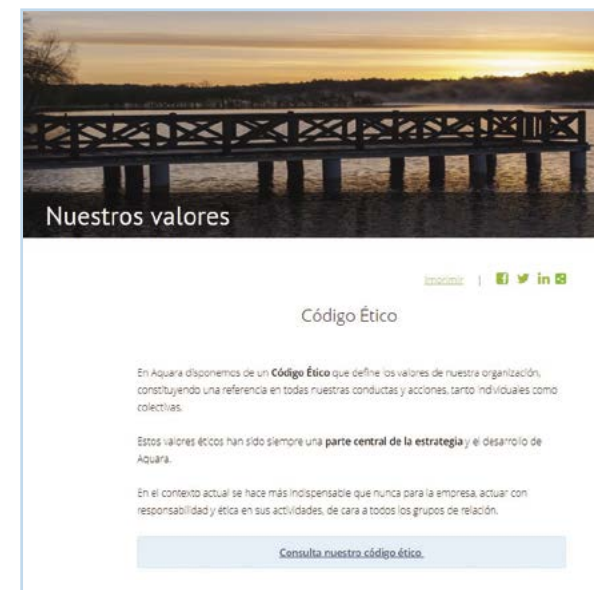 Nuestros valores
Imprimir |
Código Ético
En Aquara disponemos de un Código Ético que define los valores de nuestra organización,
constituyendo una referencia en todas nuestras conductas y acciones, tanto individuales como
colectivas.
Estos valores éticos han sido siempre una parte central de la estrategia y el desarrollo de
Aquara.
En el contexto actual se hace más indispensable que nunca para la empresa, actuar con
responsabilidad y ética en sus actividades, de cara a todos los grupos de relación.
Consulta nuestro código ético.